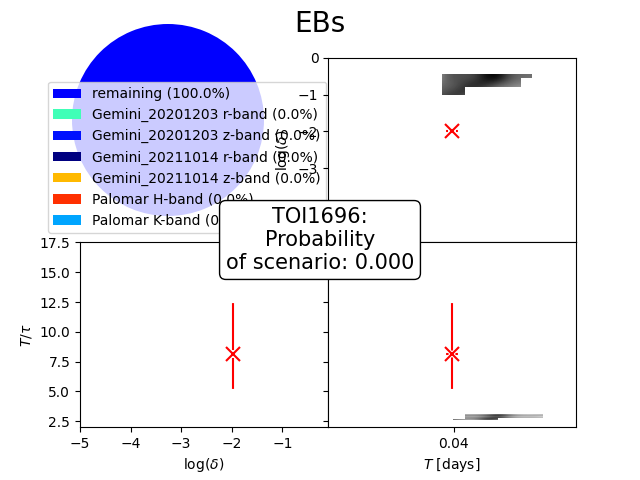 EBs
remaining (100.0%)
Gemini_20201203 r-band (0.0%)
Gemini_20201203 z-band (0.0%)
Gemini_20211014 r-band (0.0%)
Gemini_20211014 z-band (0.0%)
Palomar H-band (0.0%)
Palomar K-band (0
0
−1
−2
−3
log(δ)
TOI1696:
Probability
of scenario: 0.000
17.5
15.0
12.5
10.0
7.5
5.0
2.5
T/τ
−5
−4
−3
−2
−1
log(δ)
0.04
T [days]